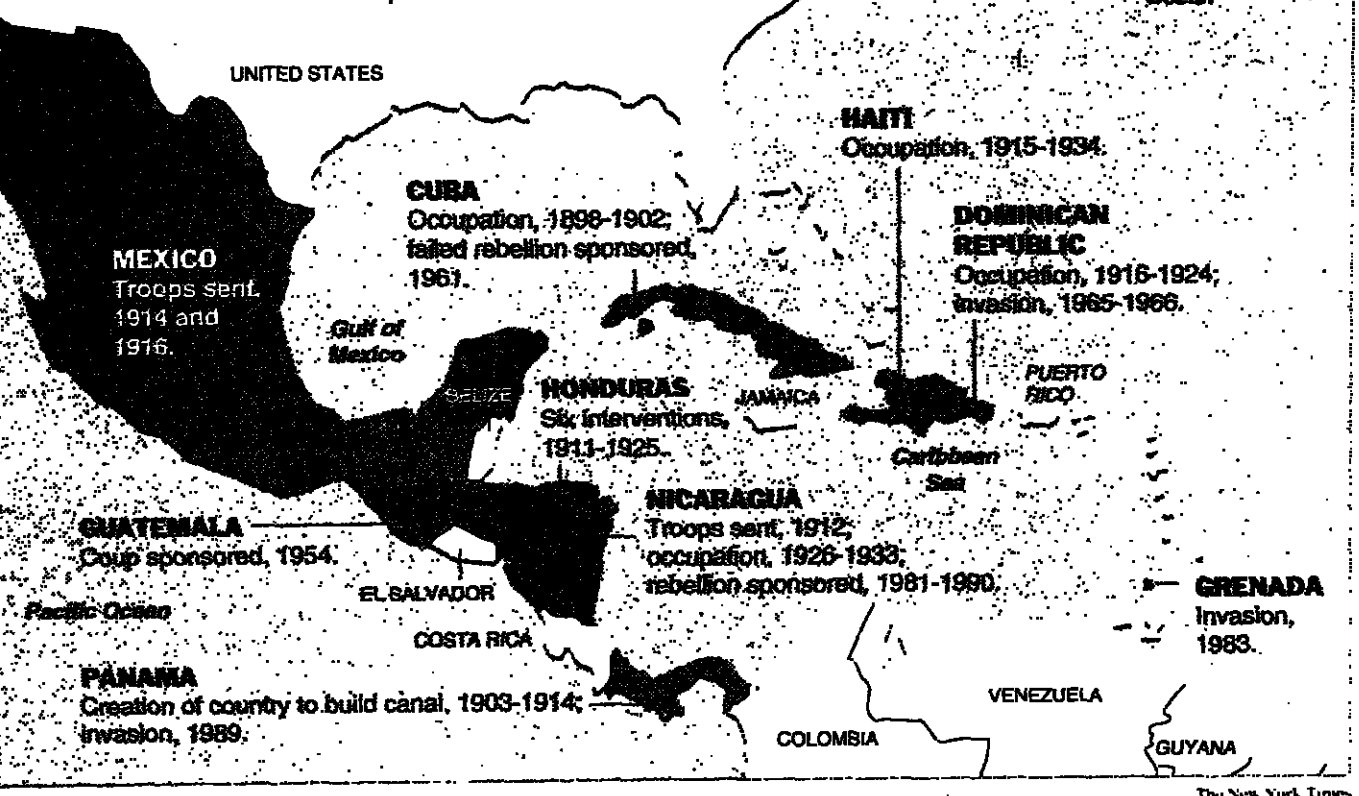 UNITED STATES
HAITI
Occupation, 1915-1934.
CUBA
Occupation, 1898-1902;
failed rebellion sponsored,
1961.
DOMINICAN
REPUBLIC
Occupation, 1916-1924;
invasion, 1965-1966.
MEXICO
Troops sent,
1914 and
1916.
Gulf of
Mexico
BELIZE
HONDURAS
Six interventions,
1911-1925.
JAMAICA
PUERTO
RICO
Caribbean
Sea
NICARAGUA
Troops sent, 1912;
occupation, 1926-1933;
rebellion sponsored, 1981-1990.
GUATEMALA
Coup sponsored, 1954.
EL SALVADOR
Pacific Ocean
COSTA RICA
GRENADA
Invasion,
1983.
PANAMA
Creation of country to build canal, 1903-1914;
invasion, 1989.
VENEZUELA
COLOMBIA
GUYANA
The New York Times